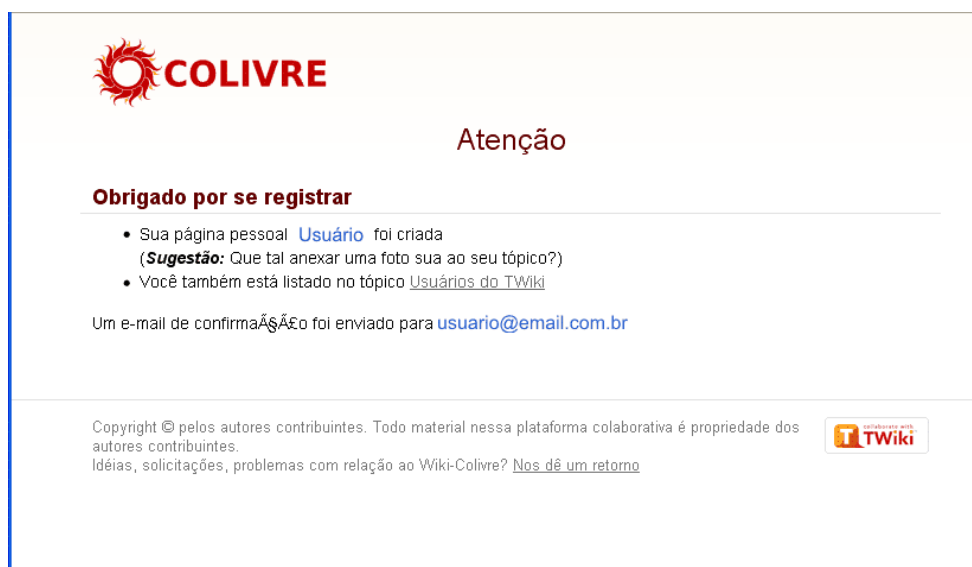 COLIVRE
Atenção
Obrigado por se registrar
Sua página pessoal Usuário foi criada
(Sugestão: Que tal anexar uma foto sua ao seu tópico?)
Você também está listado no tópico Usuários do TWiki
Um e-mail de confirmaÃ§Ã£o foi enviado para usuario@email.com.br
Copyright © pelos autores contribuintes. Todo material nessa plataforma colaborativa é propriedade dos
autores contribuintes.
Idéias, solicitações, problemas com relação ao Wiki-Colivre? Nos dê um retorno
collaborate with
TWiki